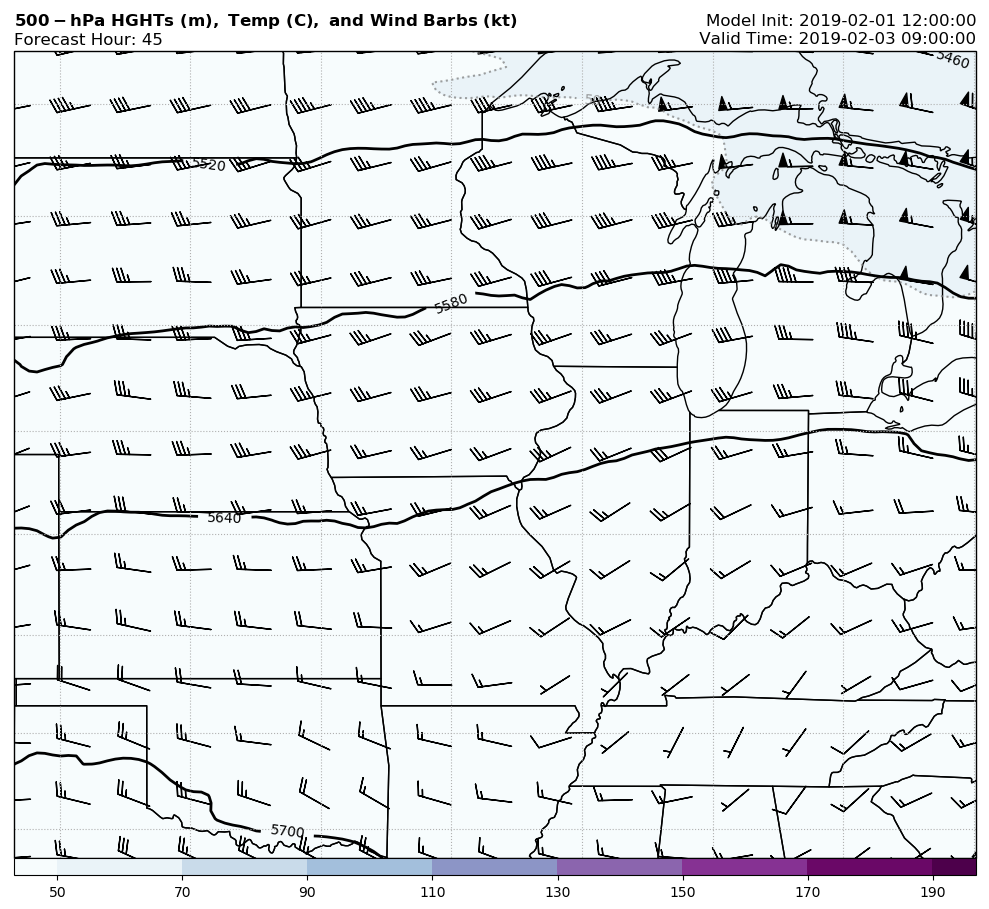 500−hPa HGHTs (m), Temp (C), and Wind Barbs (kt)
Model Init: 2019-02-01 12:00:00
Forecast Hour: 45
Valid Time: 2019-02-03 09:00:00
5460
50
5520
5580
5640
5700
50 70 90 110 130 150 170 190